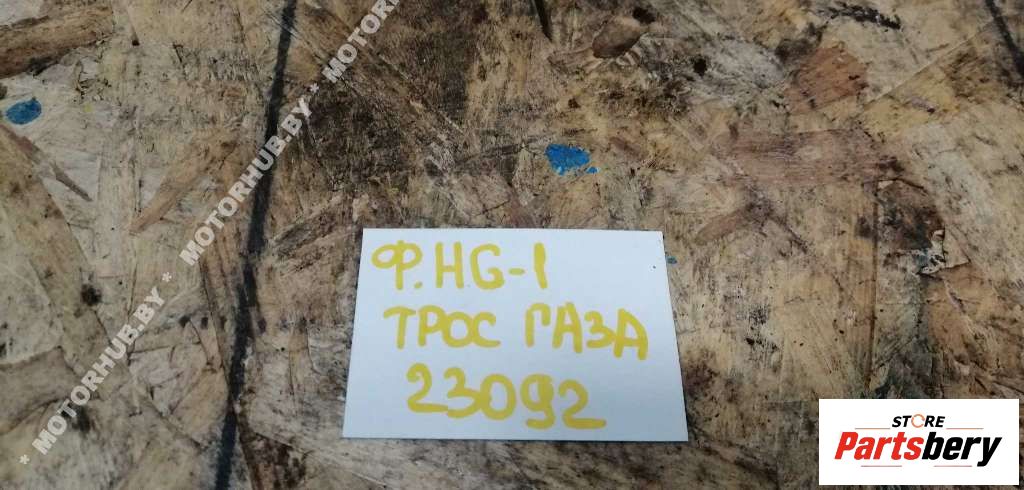 * MOTORHUB.BY * MOTORHUB.BY * MOTORHUB.BY
Ф.HG-1
ТРОС ГАЗА
23092
STORE
Partsbery